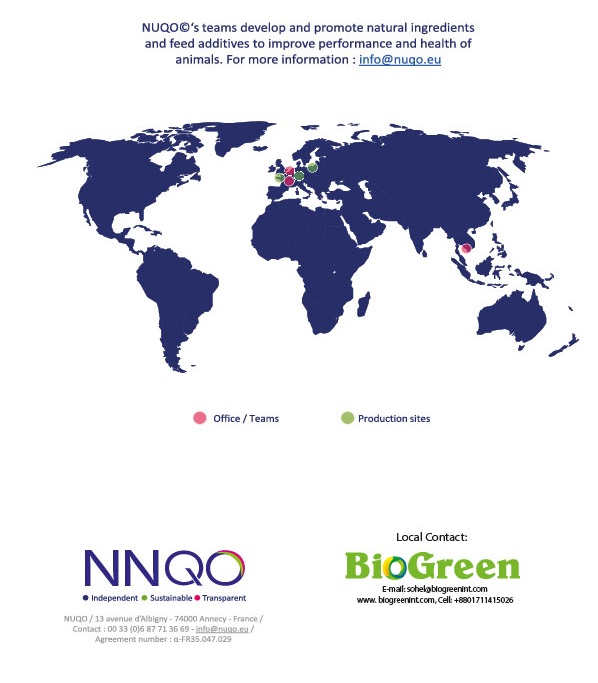 NUQO©‘s teams develop and promote natural ingredients
and feed additives to improve performance and health of
animals. For more information : info@nuqo.eu
Office / Teams
Production sites
NNQO
Independent Sustainable Transparent
NUQO / 13 avenue d'Albigny - 74000 Annecy - France /
Contact : 00 33 (0)6 87 71 36 69 - info@nuqo.eu /
Agreement number : α-FR35.047.029
Local Contact:
BioGreen
E-mail: sohel@biogreenint.com
www. biogreenint.com, Cell: +8801711415026